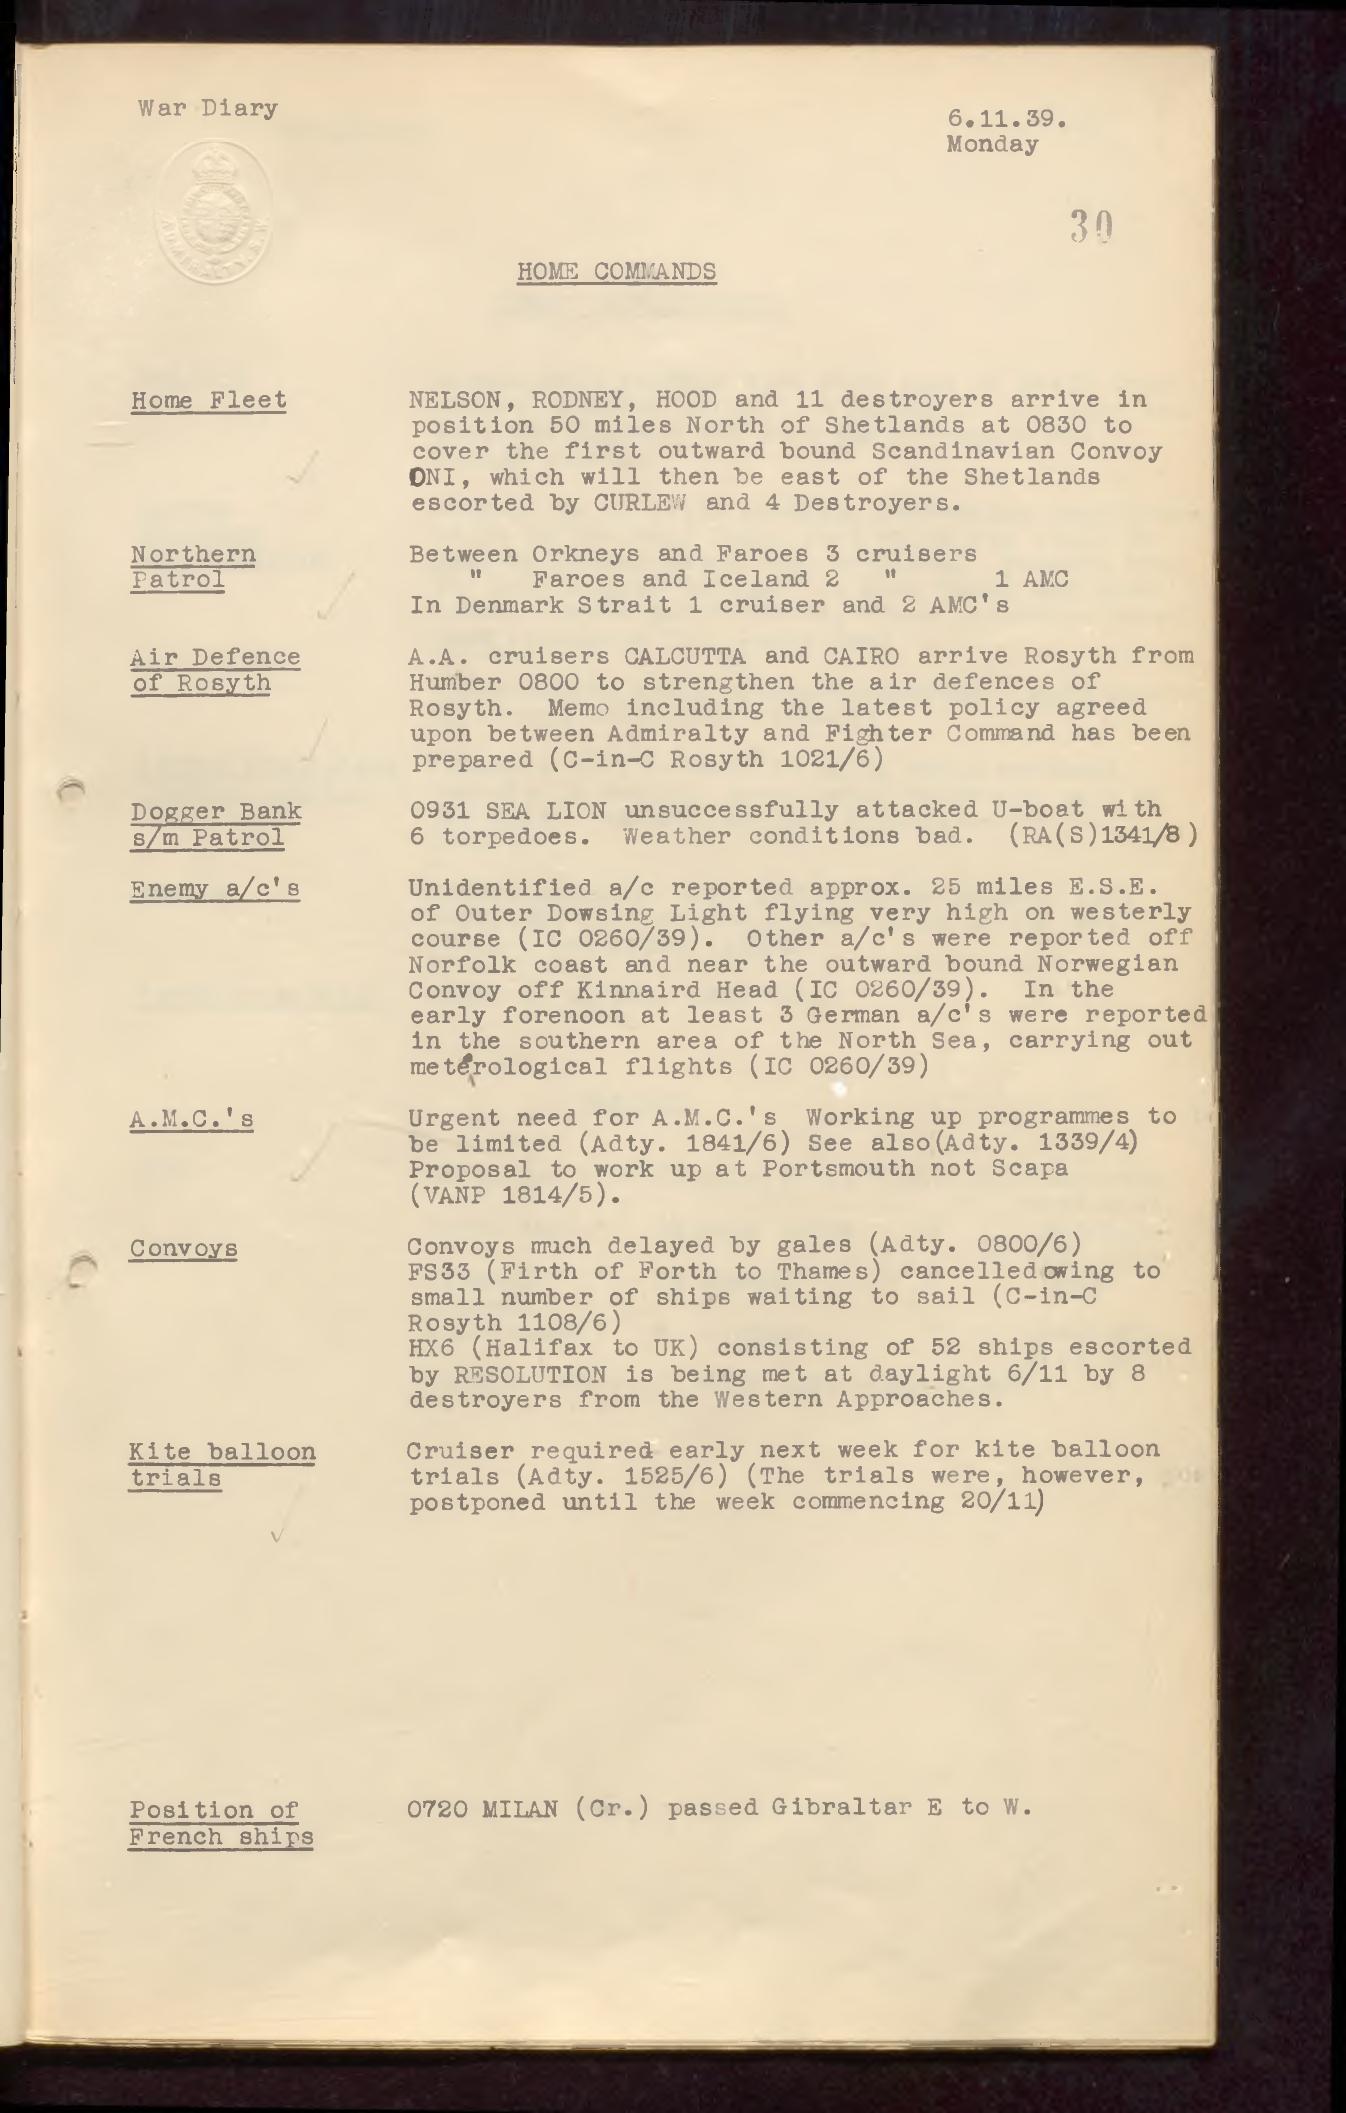 War Diary
6.11.39.
Monday
ADMIRALTY.S.W.
30
HOME COMMANDS
Home Fleet
NELSON, RODNEY, HOOD and 11 destroyers arrive in
position 50 miles North of Shetlands at 0830 to
cover the first outward bound Scandinavian Convoy
ONI, which will then be east of the Shetlands
escorted by CURLEW and 4 Destroyers.
Northern
Patrol
Between Orkneys and Faroes 3 cruisers
" Faroes and Iceland 2 " 1 AMC
In Denmark Strait 1 cruiser and 2 AMC's
Air Defence
of Rosyth
A.A. cruisers CALCUTTA and CAIRO arrive Rosyth from
Humber 0800 to strengthen the air defences of
Rosyth. Memo including the latest policy agreed
upon between Admiralty and Fighter Command has been
prepared (C-in-C Rosyth 1021/6)
Dogger Bank
s/m Patrol
0931 SEA LION unsuccessfully attacked U-boat with
6 torpedoes. Weather conditions bad. (RA(S)1341/8)
Enemy a/c's
Unidentified a/c reported approx. 25 miles E.S.E.
of Outer Dowsing Light flying very high on westerly
course (IC 0260/39). Other a/c's were reported off
Norfolk coast and near the outward bound Norwegian
Convoy off Kinnaird Head (IC 0260/39). In the
early forenoon at least 3 German a/c's were reported
in the southern area of the North Sea, carrying out
meterological flights (IC 0260/39)
A.M.C.'s
Urgent need for A.M.C.'s Working up programmes to
be limited (Adty. 1841/6) See also(Adty. 1339/4)
Proposal to work up at Portsmouth not Scapa
(VANP 1814/5).
Convoys
Convoys much delayed by gales (Adty. 0800/6)
FS33 (Firth of Forth to Thames) cancelled owing to
small number of ships waiting to sail (C-in-C
Rosyth 1108/6)
HX6 (Halifax to UK) consisting of 52 ships escorted
by RESOLUTION is being met at daylight 6/11 by 8
destroyers from the Western Approaches.
Kite balloon
trials
Cruiser required early next week for kite balloon
trials (Adty. 1525/6) (The trials were, however,
postponed until the week commencing 20/11)
Position of
French ships
0720 MILAN (Cr.) passed Gibraltar E to W.